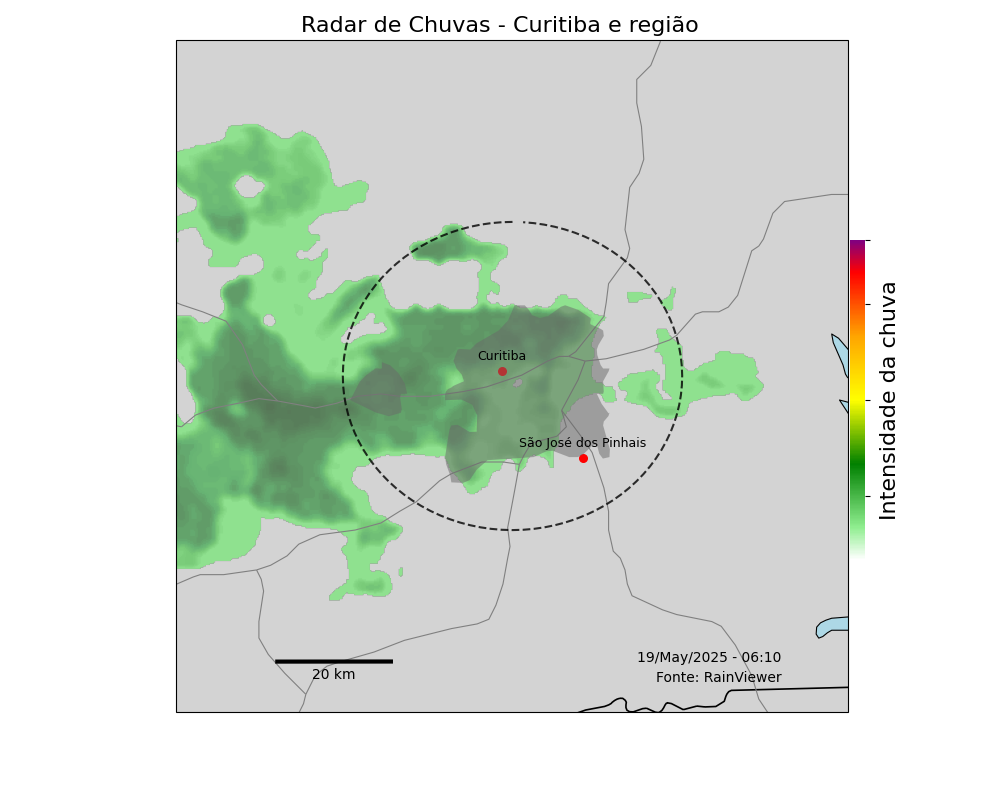 Radar de Chuvas - Curitiba e região
Curitiba
São José dos Pinhais
Intensidade da chuva
19/May/2025 - 06:10
Fonte: RainViewer
20 km